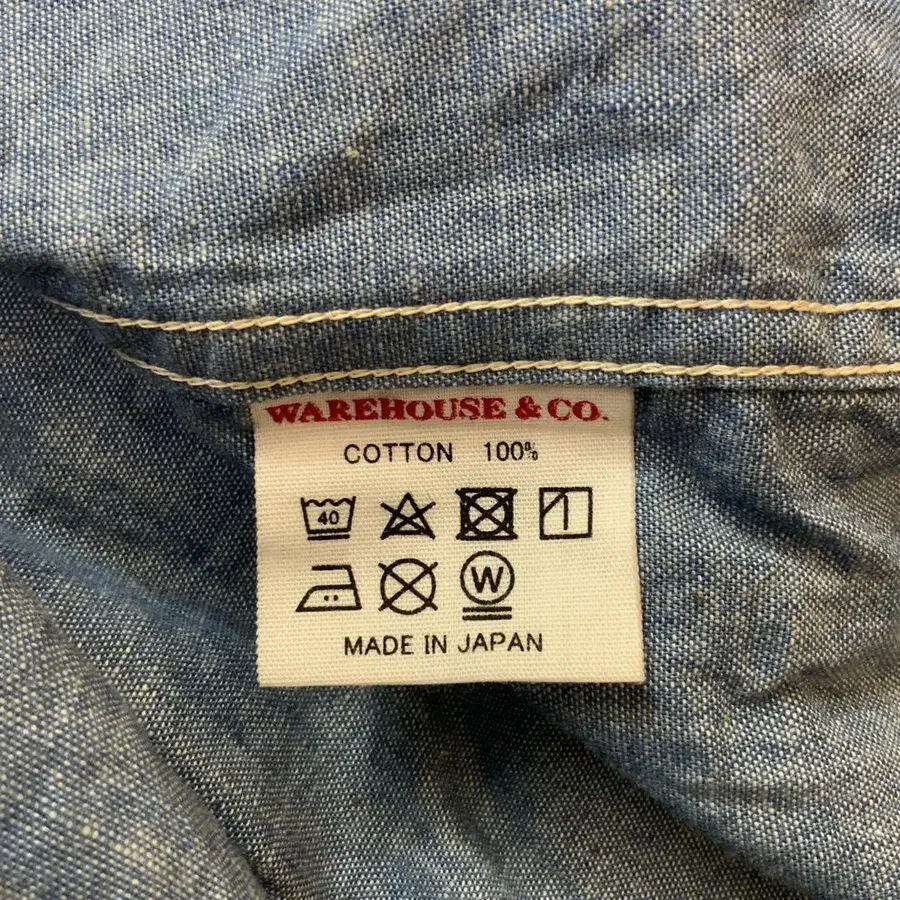 WAREHOUSE & CO.
COTTON 100%
40
W
MADE IN JAPAN